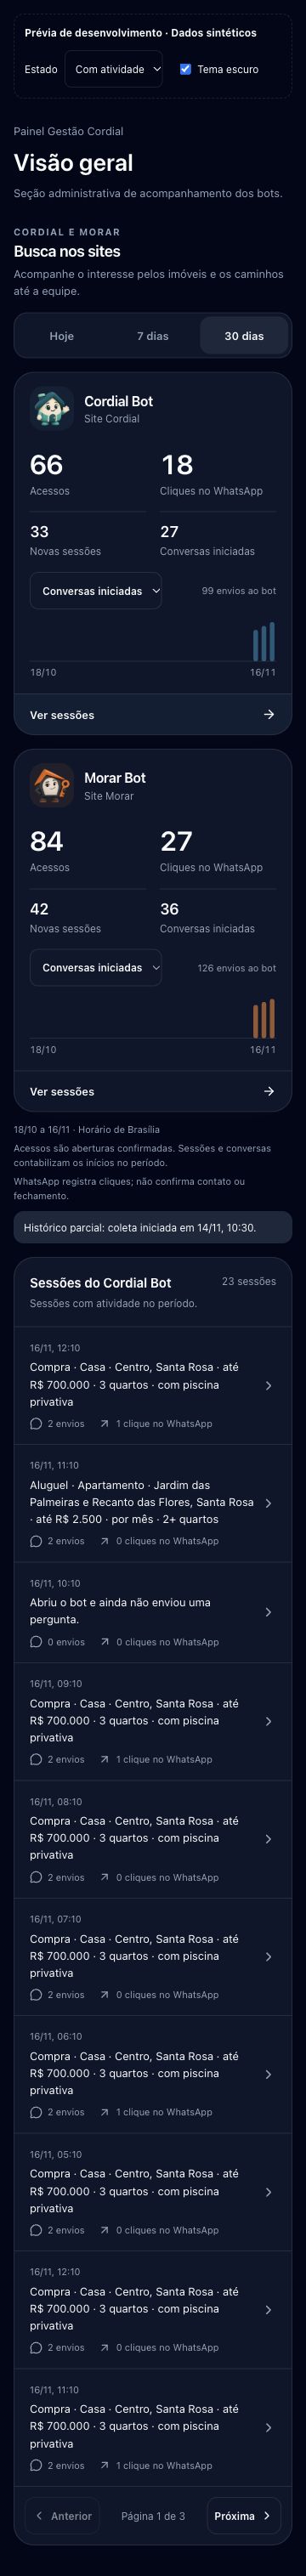 Prévia de desenvolvimento · Dados sintéticos
Estado
Com atividade
Tema escuro
Painel Gestão Cordial
Visão geral
Seção administrativa de acompanhamento dos bots.
CORDIAL E MORAR
Busca nos sites
Acompanhe o interesse pelos imóveis e os caminhos
até a equipe.
Hoje
7 dias
30 dias
Cordial Bot
Site Cordial
66
18
Acessos
Cliques no WhatsApp
33
27
Novas sessões
Conversas iniciadas
Conversas iniciadas
99 envios ao bot
18/10
16/11
Ver sessões
Morar Bot
Site Morar
84
27
Acessos
Cliques no WhatsApp
42
36
Novas sessões
Conversas iniciadas
Conversas iniciadas
126 envios ao bot
18/10
16/11
Ver sessões
18/10 a 16/11 · Horário de Brasília
Acessos são aberturas confirmadas. Sessões e conversas
contabilizam os inícios no período.
WhatsApp registra cliques; não confirma contato ou
fechamento.
Histórico parcial: coleta iniciada em 14/11, 10:30.
Sessões do Cordial Bot
23 sessões
Sessões com atividade no período.
16/11, 12:10
Compra · Casa · Centro, Santa Rosa · até
R$ 700.000 · 3 quartos · com piscina
privativa
2 envios
1 clique no WhatsApp
16/11, 11:10
Aluguel · Apartamento · Jardim das
Palmeiras e Recanto das Flores, Santa Rosa
· até R$ 2.500 · por mês · 2+ quartos
2 envios
0 cliques no WhatsApp
16/11, 10:10
Abriu o bot e ainda não enviou uma
pergunta.
0 envios
0 cliques no WhatsApp
16/11, 09:10
Compra · Casa · Centro, Santa Rosa · até
R$ 700.000 · 3 quartos · com piscina
privativa
2 envios
1 clique no WhatsApp
16/11, 08:10
Compra · Casa · Centro, Santa Rosa · até
R$ 700.000 · 3 quartos · com piscina
privativa
2 envios
0 cliques no WhatsApp
16/11, 07:10
Compra · Casa · Centro, Santa Rosa · até
R$ 700.000 · 3 quartos · com piscina
privativa
2 envios
0 cliques no WhatsApp
16/11, 06:10
Compra · Casa · Centro, Santa Rosa · até
R$ 700.000 · 3 quartos · com piscina
privativa
2 envios
1 clique no WhatsApp
16/11, 05:10
Compra · Casa · Centro, Santa Rosa · até
R$ 700.000 · 3 quartos · com piscina
privativa
2 envios
0 cliques no WhatsApp
16/11, 12:10
Compra · Casa · Centro, Santa Rosa · até
R$ 700.000 · 3 quartos · com piscina
privativa
2 envios
0 cliques no WhatsApp
16/11, 11:10
Compra · Casa · Centro, Santa Rosa · até
R$ 700.000 · 3 quartos · com piscina
privativa
2 envios
1 clique no WhatsApp
Anterior
Página 1 de 3
Próxima